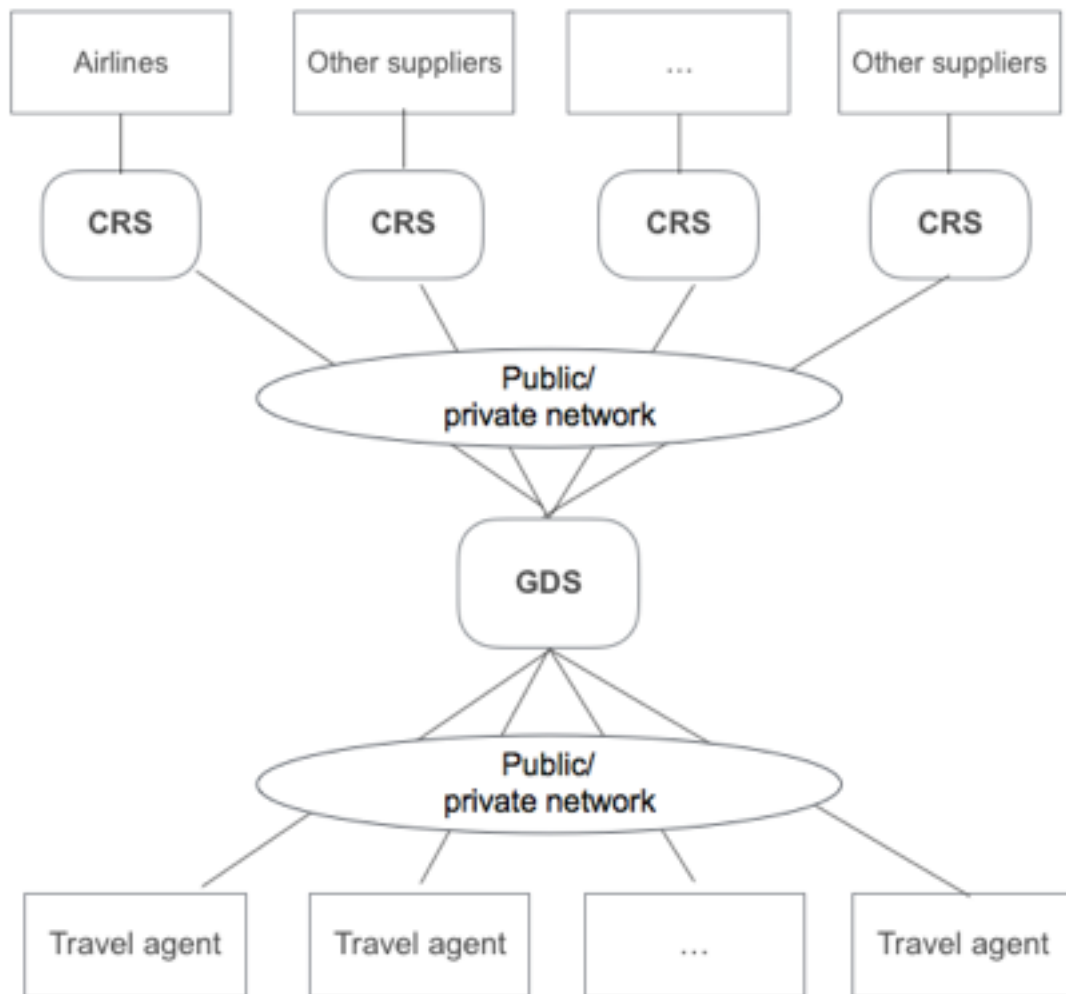 Airlines
Other suppliers
...
Other suppliers
CRS
CRS
CRS
CRS
Public/
private network
GDS
Public/
private network
Travel agent
Travel agent
...
Travel agent